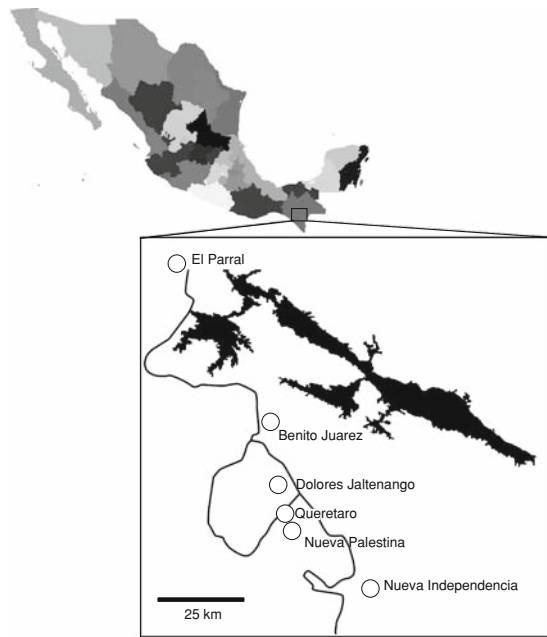 El Parral
Benito Juarez
Dolores Jaltenango
Queretaro
Nueva Palestina
Nueva Independencia
25 km